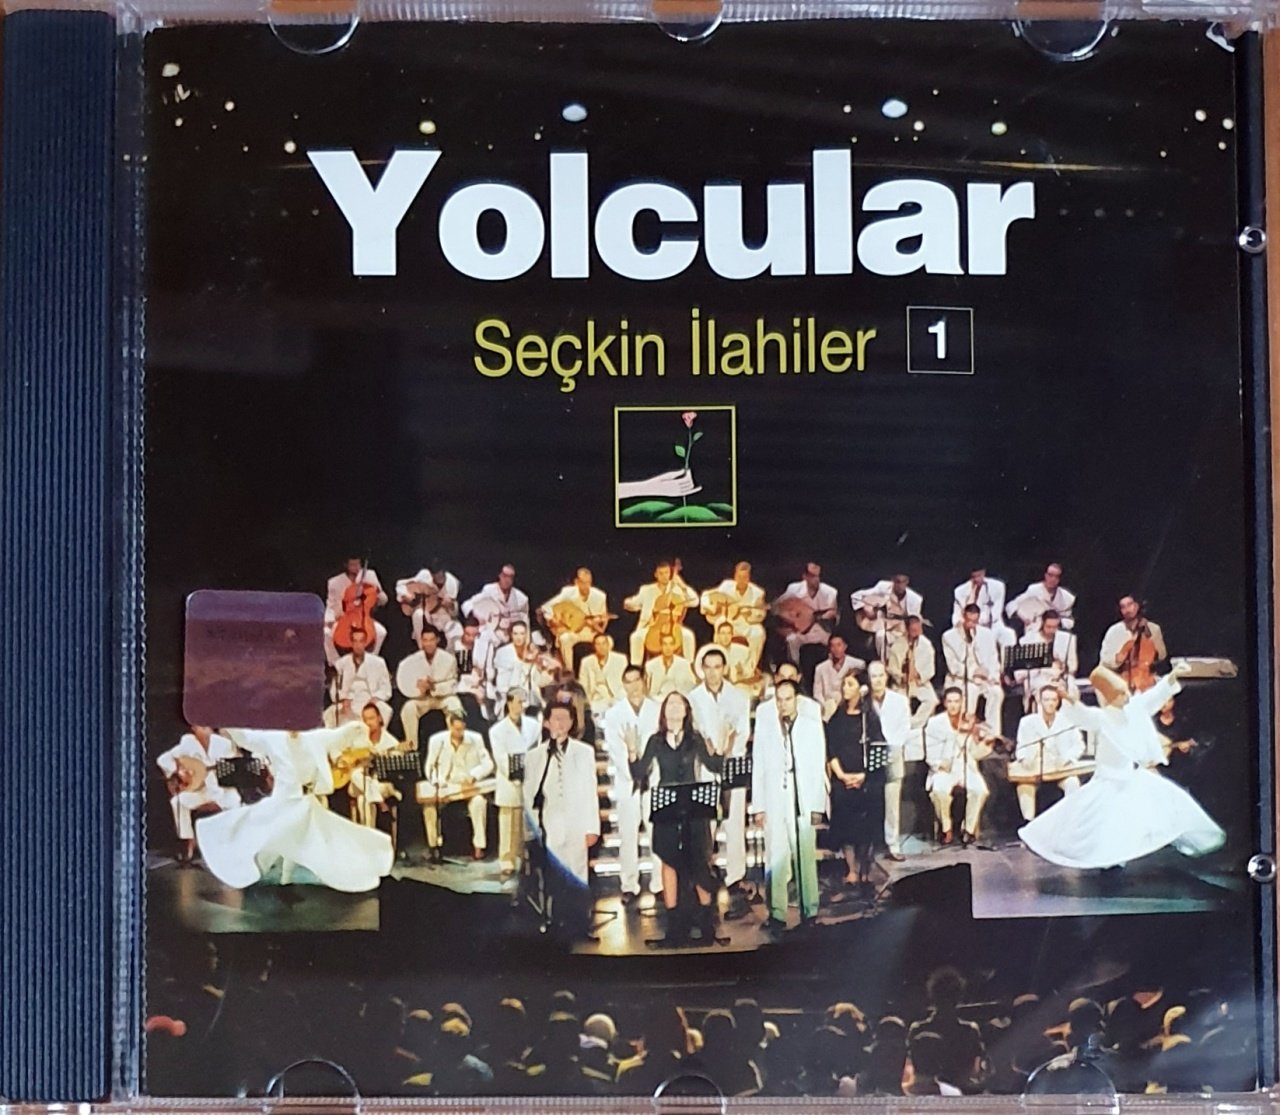 Yolcular
Seçkin İlahiler 1